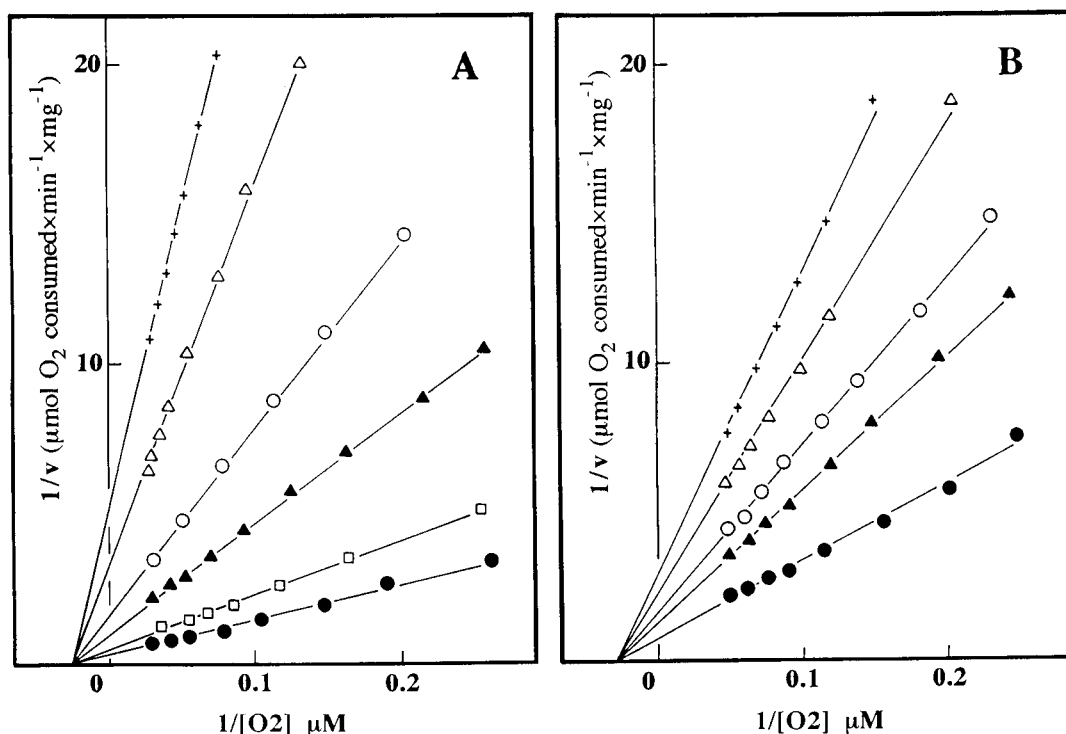 A
20
10
1/v (μmol O2 consumed×min-1×mg-1)
0
0.1
0.2
1/[O2] μM
B
20
10
1/v (μmol O2 consumed×min-1×mg-1)
0
0.1
0.2
1/[O2] μM